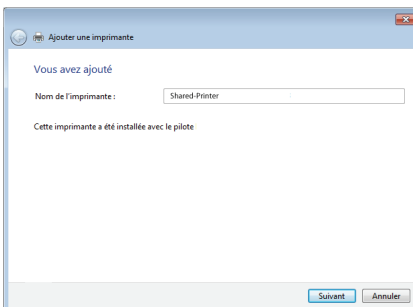 Ajouter une imprimante
Vous avez ajouté
Nom de l'imprimante : Shared-Printer
Cette imprimante a été installée avec le pilote
Suivant Annuler